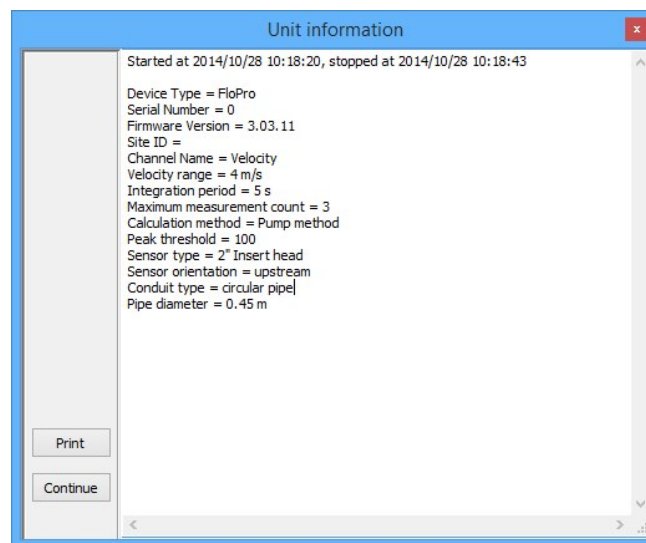 Unit information
x
Started at 2014/10/28 10:18:20, stopped at 2014/10/28 10:18:43
Device Type = FloPro
Serial Number = 0
Firmware Version = 3.03.11
Site ID =
Channel Name = Velocity
Velocity range = 4 m/s
Integration period = 5 s
Maximum measurement count = 3
Calculation method = Pump method
Peak threshold = 100
Sensor type = 2" Insert head
Sensor orientation = upstream
Conduit type = circular pipe
Pipe diameter = 0.45 m
Print
Continue